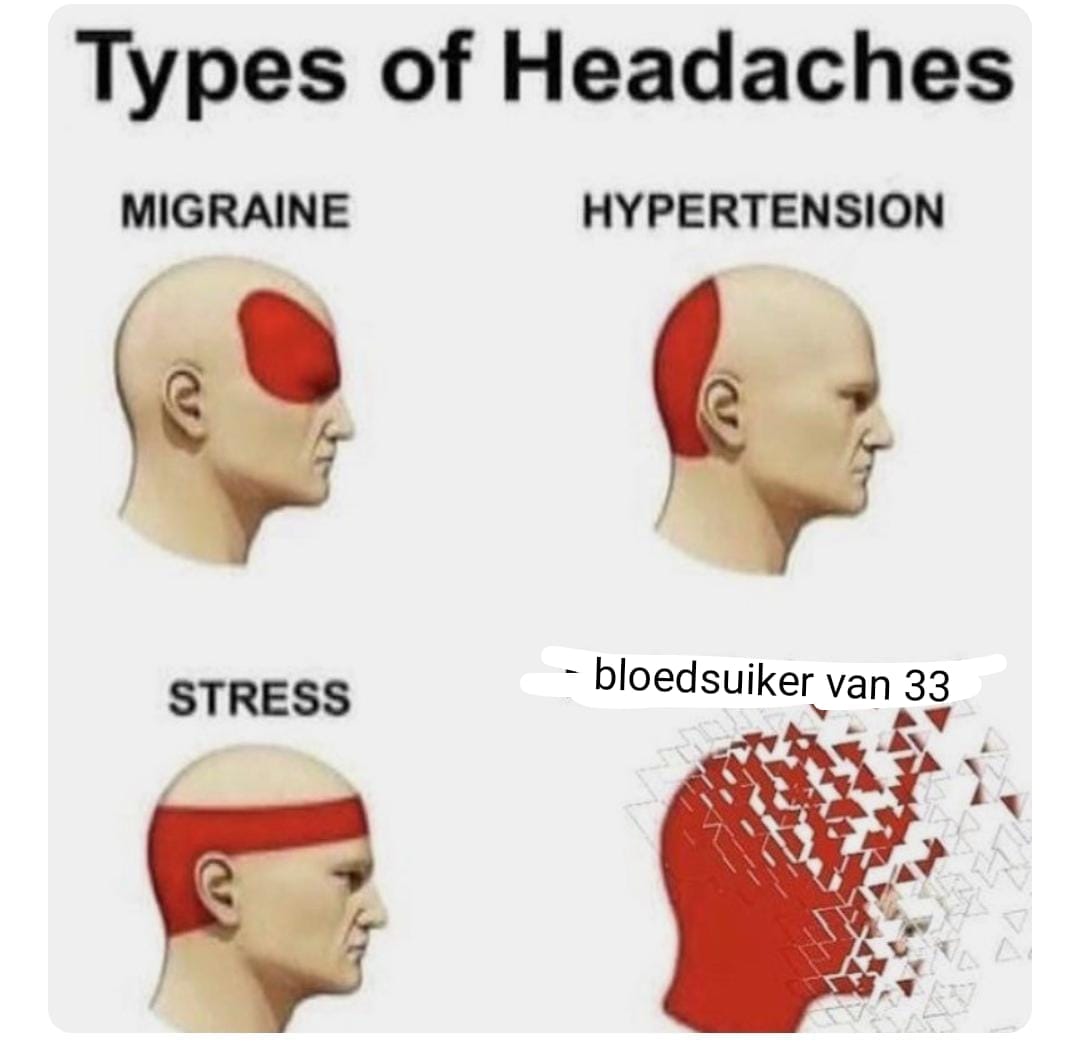 Types of Headaches
MIGRAINE
HYPERTENSION
STRESS
bloedsuiker van 33